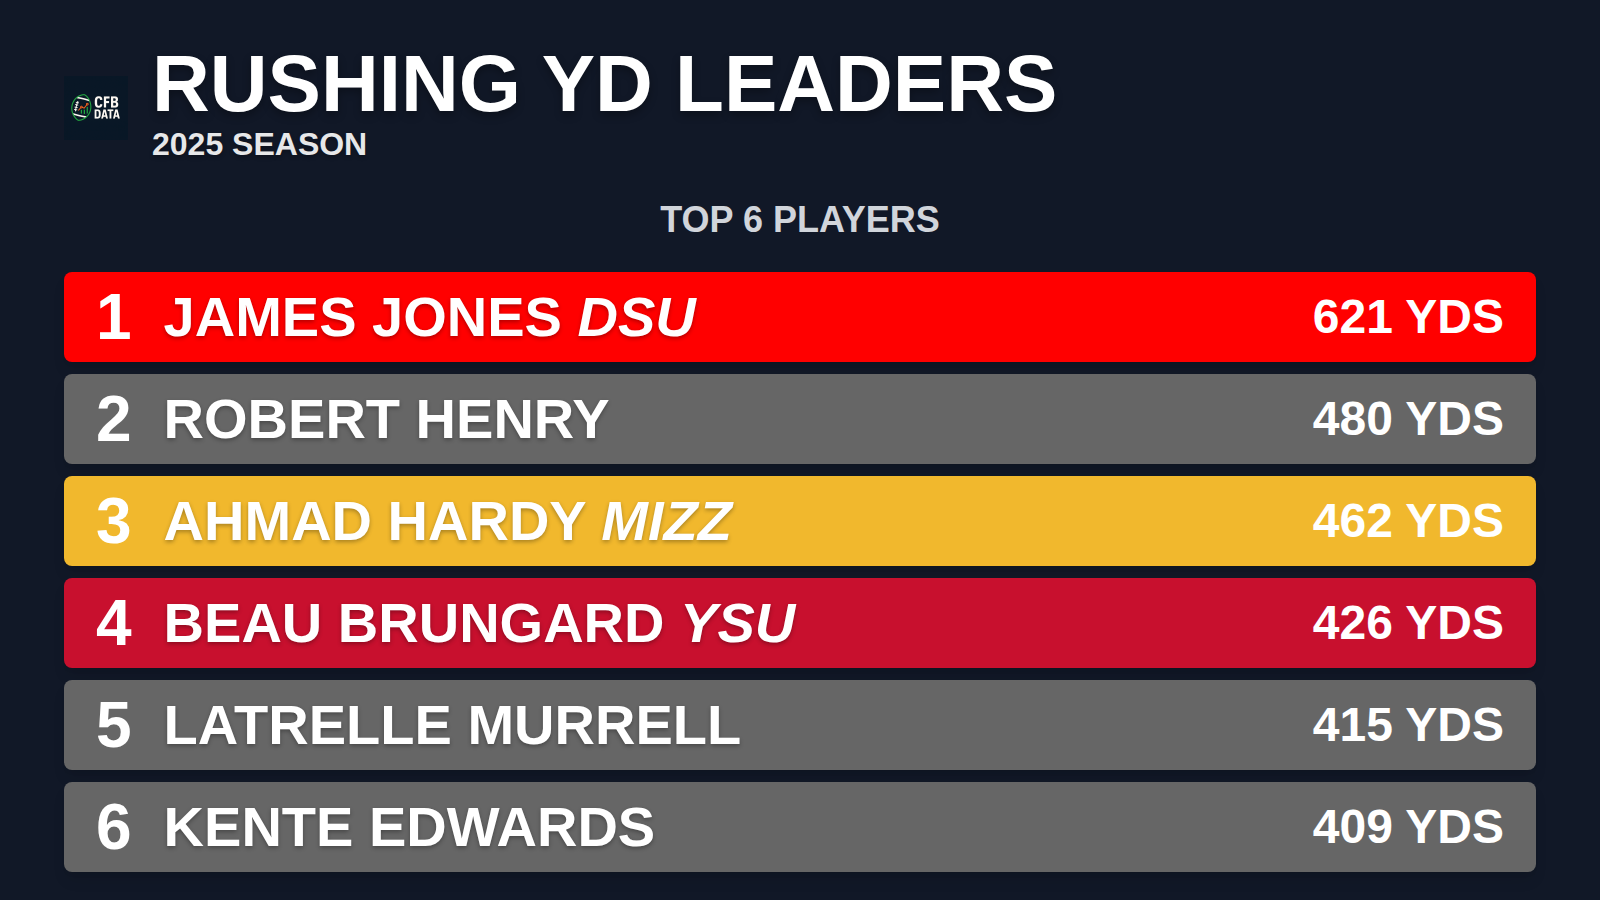 CFB
DATA
RUSHING YD LEADERS
2025 SEASON
TOP 6 PLAYERS
1 JAMES JONES DSU 621 YDS
2 ROBERT HENRY 480 YDS
3 AHMAD HARDY MIZZ 462 YDS
4 BEAU BRUNGARD YSU 426 YDS
5 LATRELLE MURRELL 415 YDS
6 KENTE EDWARDS 409 YDS